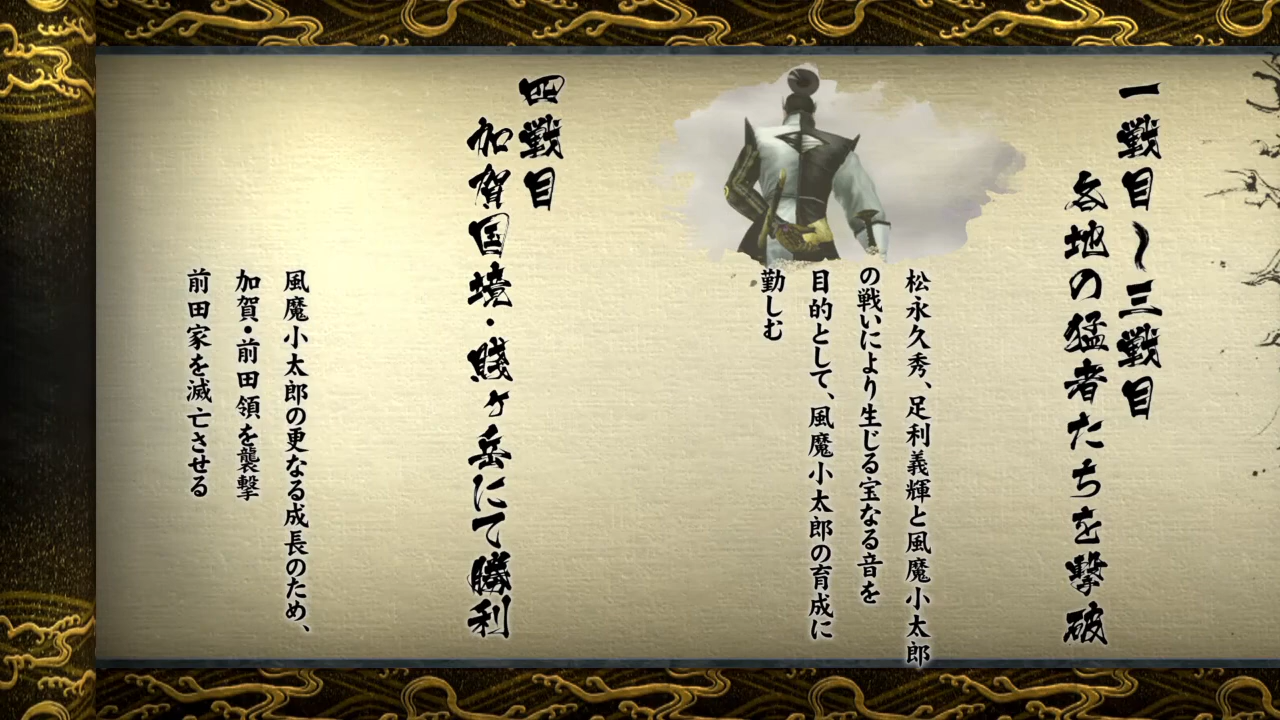 一戦目～三戦目
各地の猛者たちを撃破
松永久秀、足利義輝と風魔小太郎
の戦いにより生じる宝なる音を
目的として、風魔小太郎の育成に
勤しむ
四戦目
加賀国境・賤ヶ岳にて勝利
風魔小太郎の更なる成長のため、
加賀・前田領を襲撃
前田家を滅亡させる